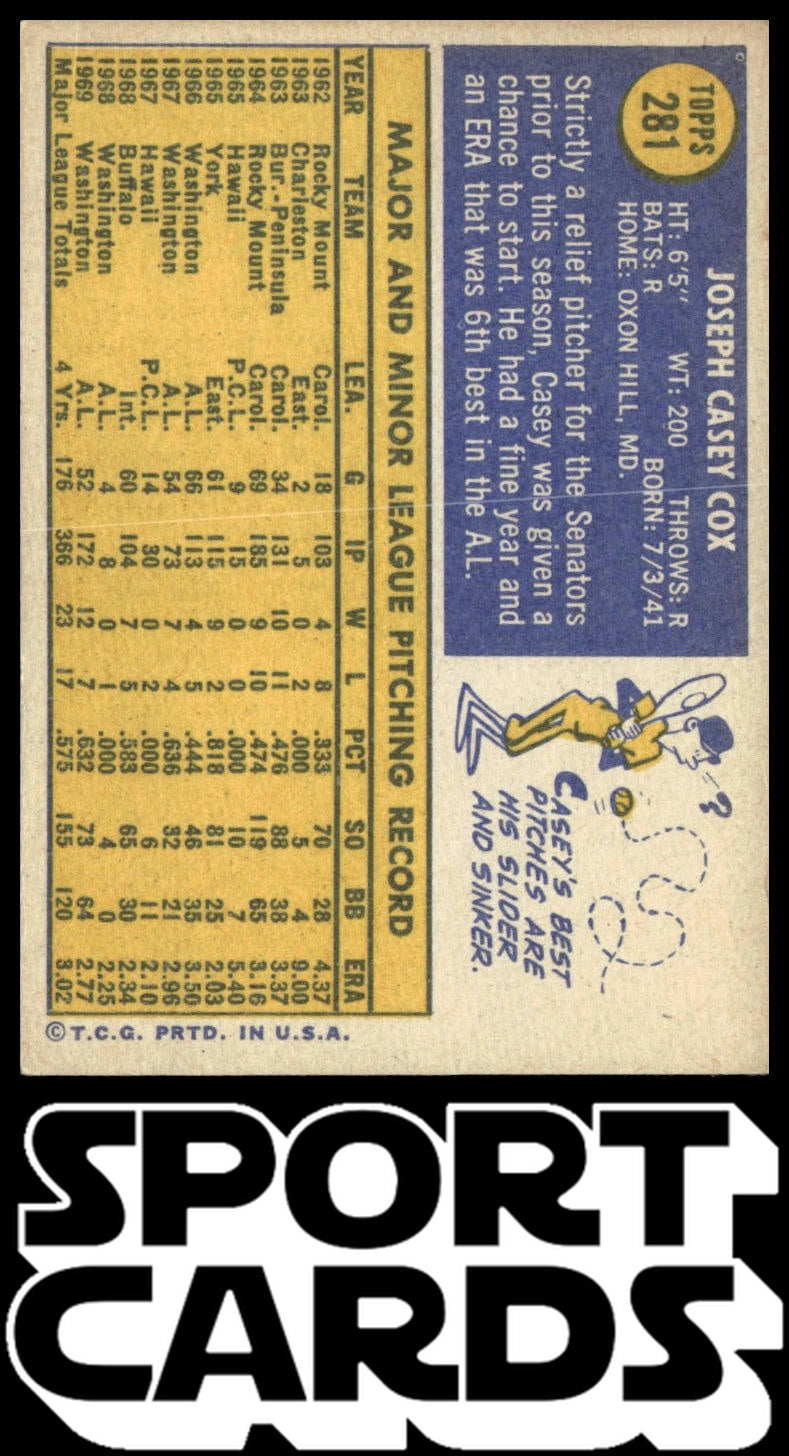 TOPPS
281
JOSEPH CASEY COX
HT: 6'5" WT: 200 THROWS: R
BATS: R BORN: 7/3/41
HOME: OXON HILL, MD.
Strictly a relief pitcher for the Senators
prior to this season, Casey was given a
chance to start. He had a fine year and
an ERA that was 6th best in the A.L.
?
CASEY'S BEST
PITCHES ARE
HIS SLIDER
AND SINKER.
MAJOR AND MINOR LEAGUE PITCHING RECORD
YEAR TEAM LEA. G IP W L PCT SO BB ERA
1962 Rocky Mount Carol. 18 103 4 8 .333 70 28 4.37
1963 Charleston East. 2 5 0 2 .000 5 4 9.00
1963 Bur.-Peninsula Carol. 34 131 10 11 .476 88 38 3.37
1964 Rocky Mount Carol. 69 185 9 10 .474 119 65 3.16
1965 Hawaii P.C.L. 9 15 0 0 .000 10 7 5.40
1965 York East. 61 115 9 2 .818 81 25 2.03
1966 Washington A.L. 66 113 4 5 .444 46 35 3.50
1967 Washington A.L. 54 73 7 4 .636 32 21 2.96
1967 Hawaii P.C.L. 14 30 0 2 .000 6 11 2.10
1968 Buffalo Int. 60 104 7 5 .583 65 30 2.34
1968 Washington A.L. 4 8 0 1 .000 4 0 2.25
1969 Washington A.L. 52 172 12 7 .632 73 64 2.77
Major League Totals 4 Yrs. 176 366 23 17 .575 155 120 3.02
©T.C.G. PRTD. IN U.S.A.
SPORT
CARDS